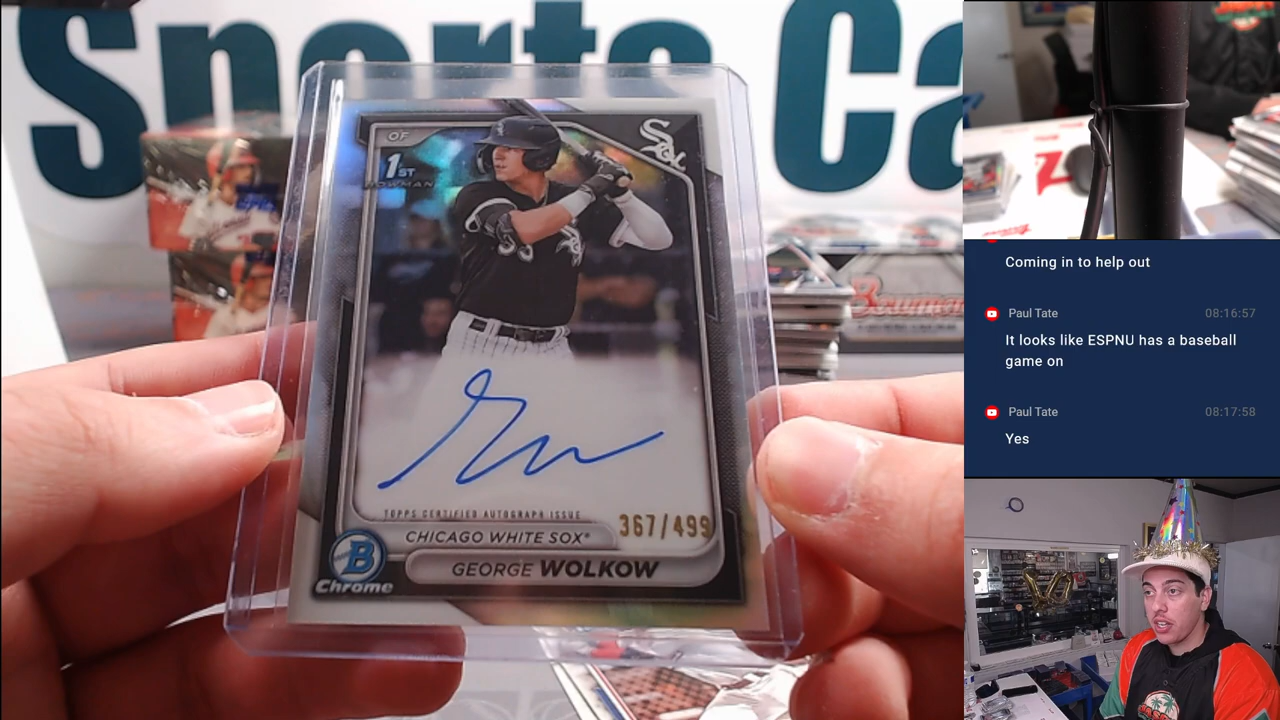 Sports Ca
OF
1ST
BOWMAN
Sox
53
TOPPS CERTIFIED AUTOGRAPH ISSUE
367/499
CHICAGO WHITE SOX
GEORGE WOLKOW
B
Chrome
Bowman
Coming in to help out
Paul Tate 08:16:57
It looks like ESPNU has a baseball
game on
Paul Tate 08:17:58
Yes